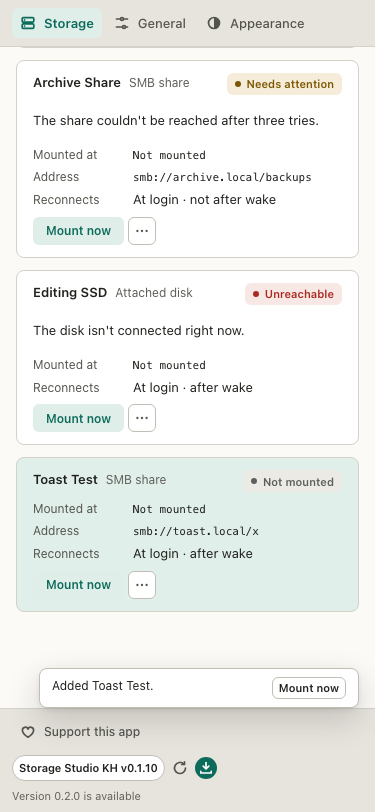 Storage General Appearance
Archive Share SMB share Needs attention
The share couldn't be reached after three tries.
Mounted at Not mounted
Address smb://archive.local/backups
Reconnects At login · not after wake
Mount now ···
Editing SSD Attached disk Unreachable
The disk isn't connected right now.
Mounted at Not mounted
Reconnects At login · after wake
Mount now ···
Toast Test SMB share Not mounted
Mounted at Not mounted
Address smb://toast.local/x
Reconnects At login · after wake
Mount now ···
Added Toast Test. Mount now
Support this app
Storage Studio KH v0.1.10
Version 0.2.0 is available